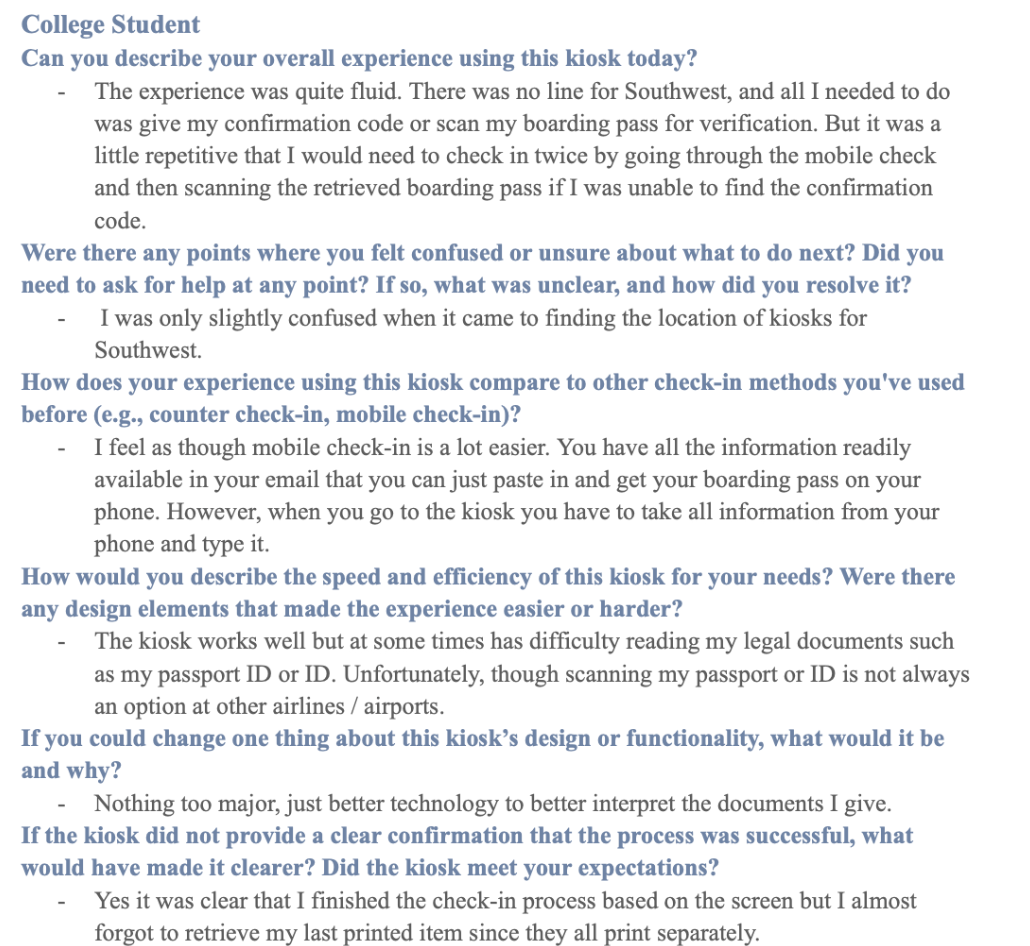 College Student
Can you describe your overall experience using this kiosk today?
- The experience was quite fluid. There was no line for Southwest, and all I needed to do
was give my confirmation code or scan my boarding pass for verification. But it was a
little repetitive that I would need to check in twice by going through the mobile check
and then scanning the retrieved boarding pass if I was unable to find the confirmation
code.
Were there any points where you felt confused or unsure about what to do next? Did you
need to ask for help at any point? If so, what was unclear, and how did you resolve it?
- I was only slightly confused when it came to finding the location of kiosks for
Southwest.
How does your experience using this kiosk compare to other check-in methods you've used
before (e.g., counter check-in, mobile check-in)?
- I feel as though mobile check-in is a lot easier. You have all the information readily
available in your email that you can just paste in and get your boarding pass on your
phone. However, when you go to the kiosk you have to take all information from your
phone and type it.
How would you describe the speed and efficiency of this kiosk for your needs? Were there
any design elements that made the experience easier or harder?
- The kiosk works well but at some times has difficulty reading my legal documents such
as my passport ID or ID. Unfortunately, though scanning my passport or ID is not always
an option at other airlines / airports.
If you could change one thing about this kiosk’s design or functionality, what would it be
and why?
- Nothing too major, just better technology to better interpret the documents I give.
If the kiosk did not provide a clear confirmation that the process was successful, what
would have made it clearer? Did the kiosk meet your expectations?
- Yes it was clear that I finished the check-in process based on the screen but I almost
forgot to retrieve my last printed item since they all print separately.